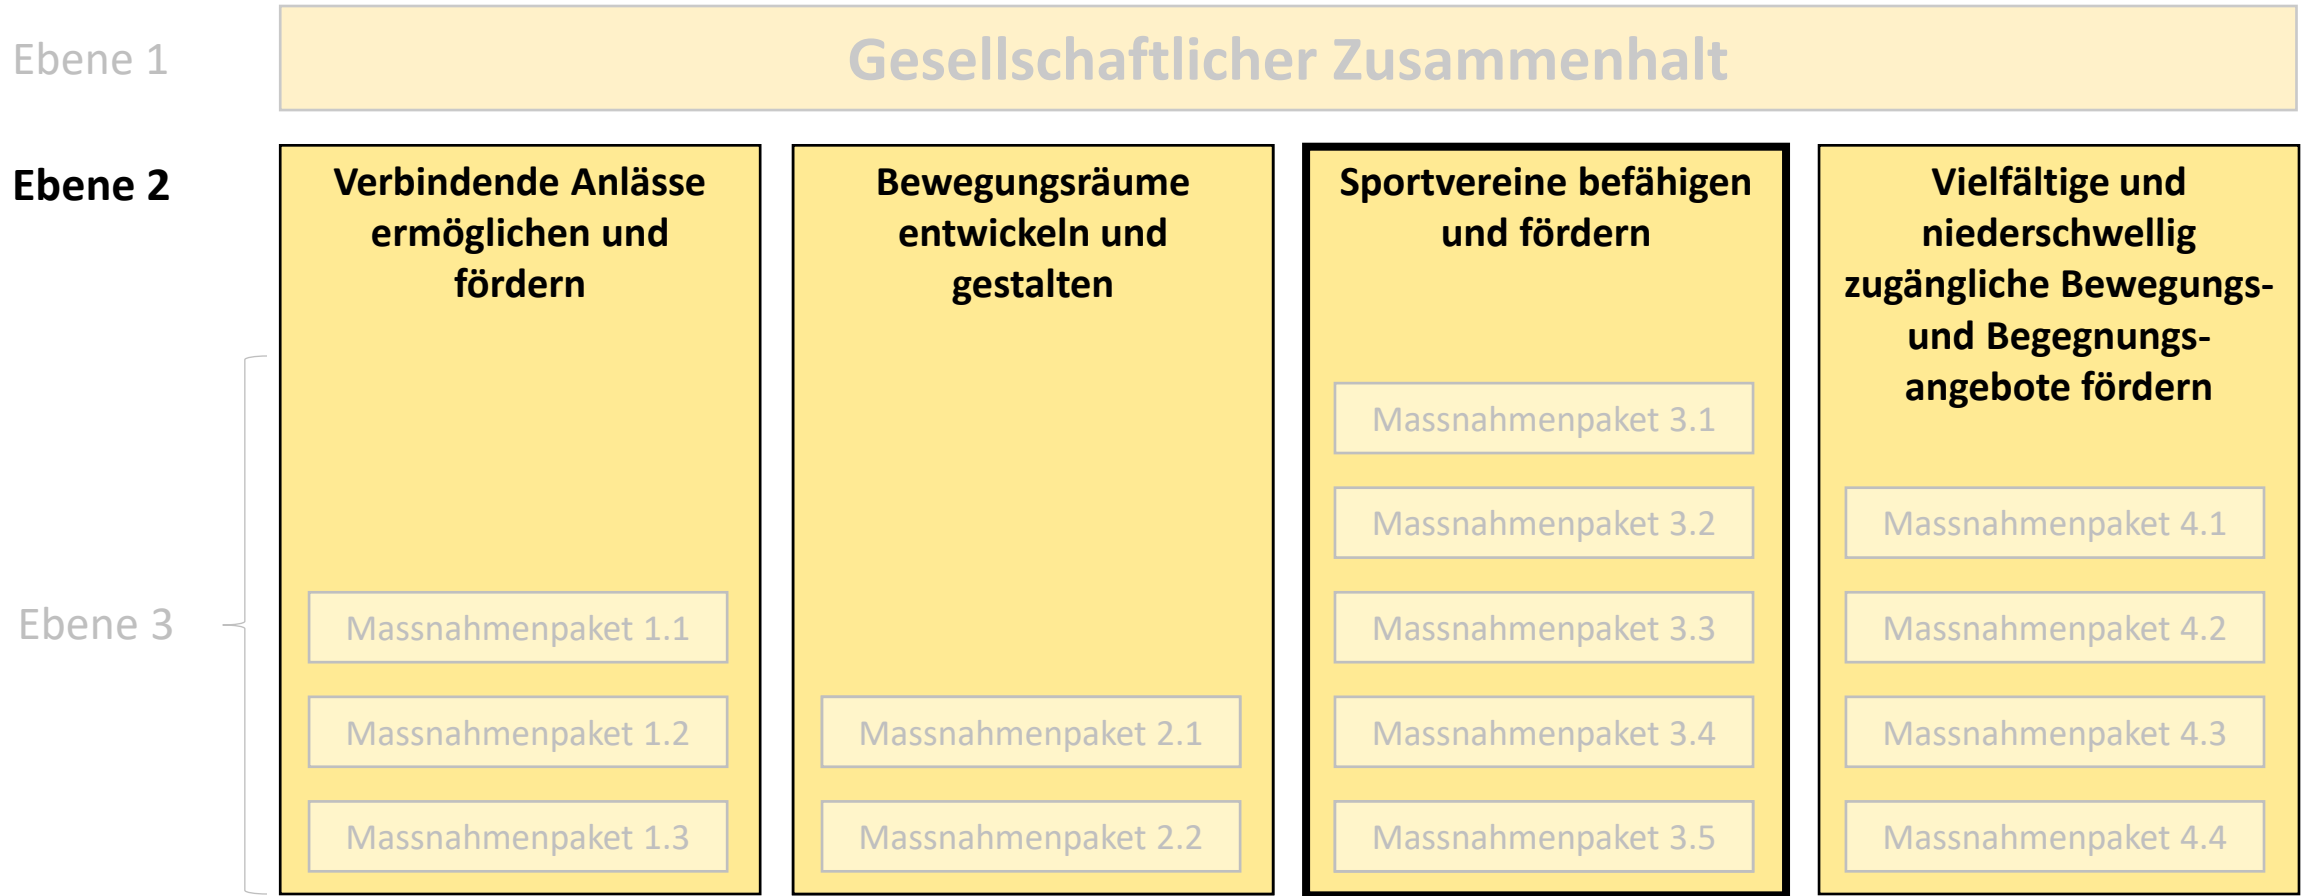 Ebene 1
Gesellschaftlicher Zusammenhalt
Ebene 2
Verbindende Anlässe
ermöglichen und
fördern
Bewegungsräume
entwickeln und
gestalten
Sportvereine befähigen
und fördern
Vielfältige und
niederschwellig
zugängliche Bewegungs-
und Begegnungs-
angebote fördern
Ebene 3
Massnahmenpaket 1.1
Massnahmenpaket 1.2
Massnahmenpaket 1.3
Massnahmenpaket 2.1
Massnahmenpaket 2.2
Massnahmenpaket 3.1
Massnahmenpaket 3.2
Massnahmenpaket 3.3
Massnahmenpaket 3.4
Massnahmenpaket 3.5
Massnahmenpaket 4.1
Massnahmenpaket 4.2
Massnahmenpaket 4.3
Massnahmenpaket 4.4